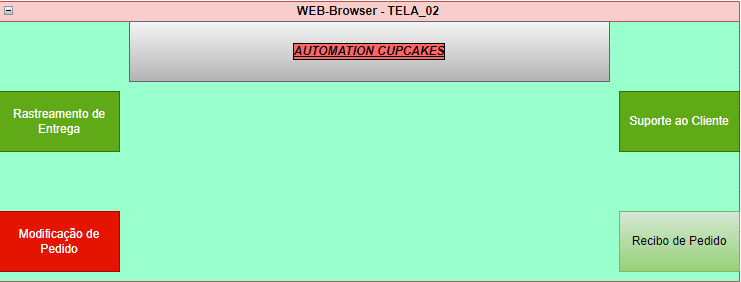 WEB-Browser - TELA_02
AUTOMATION CUPCAKES
Rastreamento de
Entrega
Suporte ao Cliente
Modificação de
Pedido
Recibo de Pedido